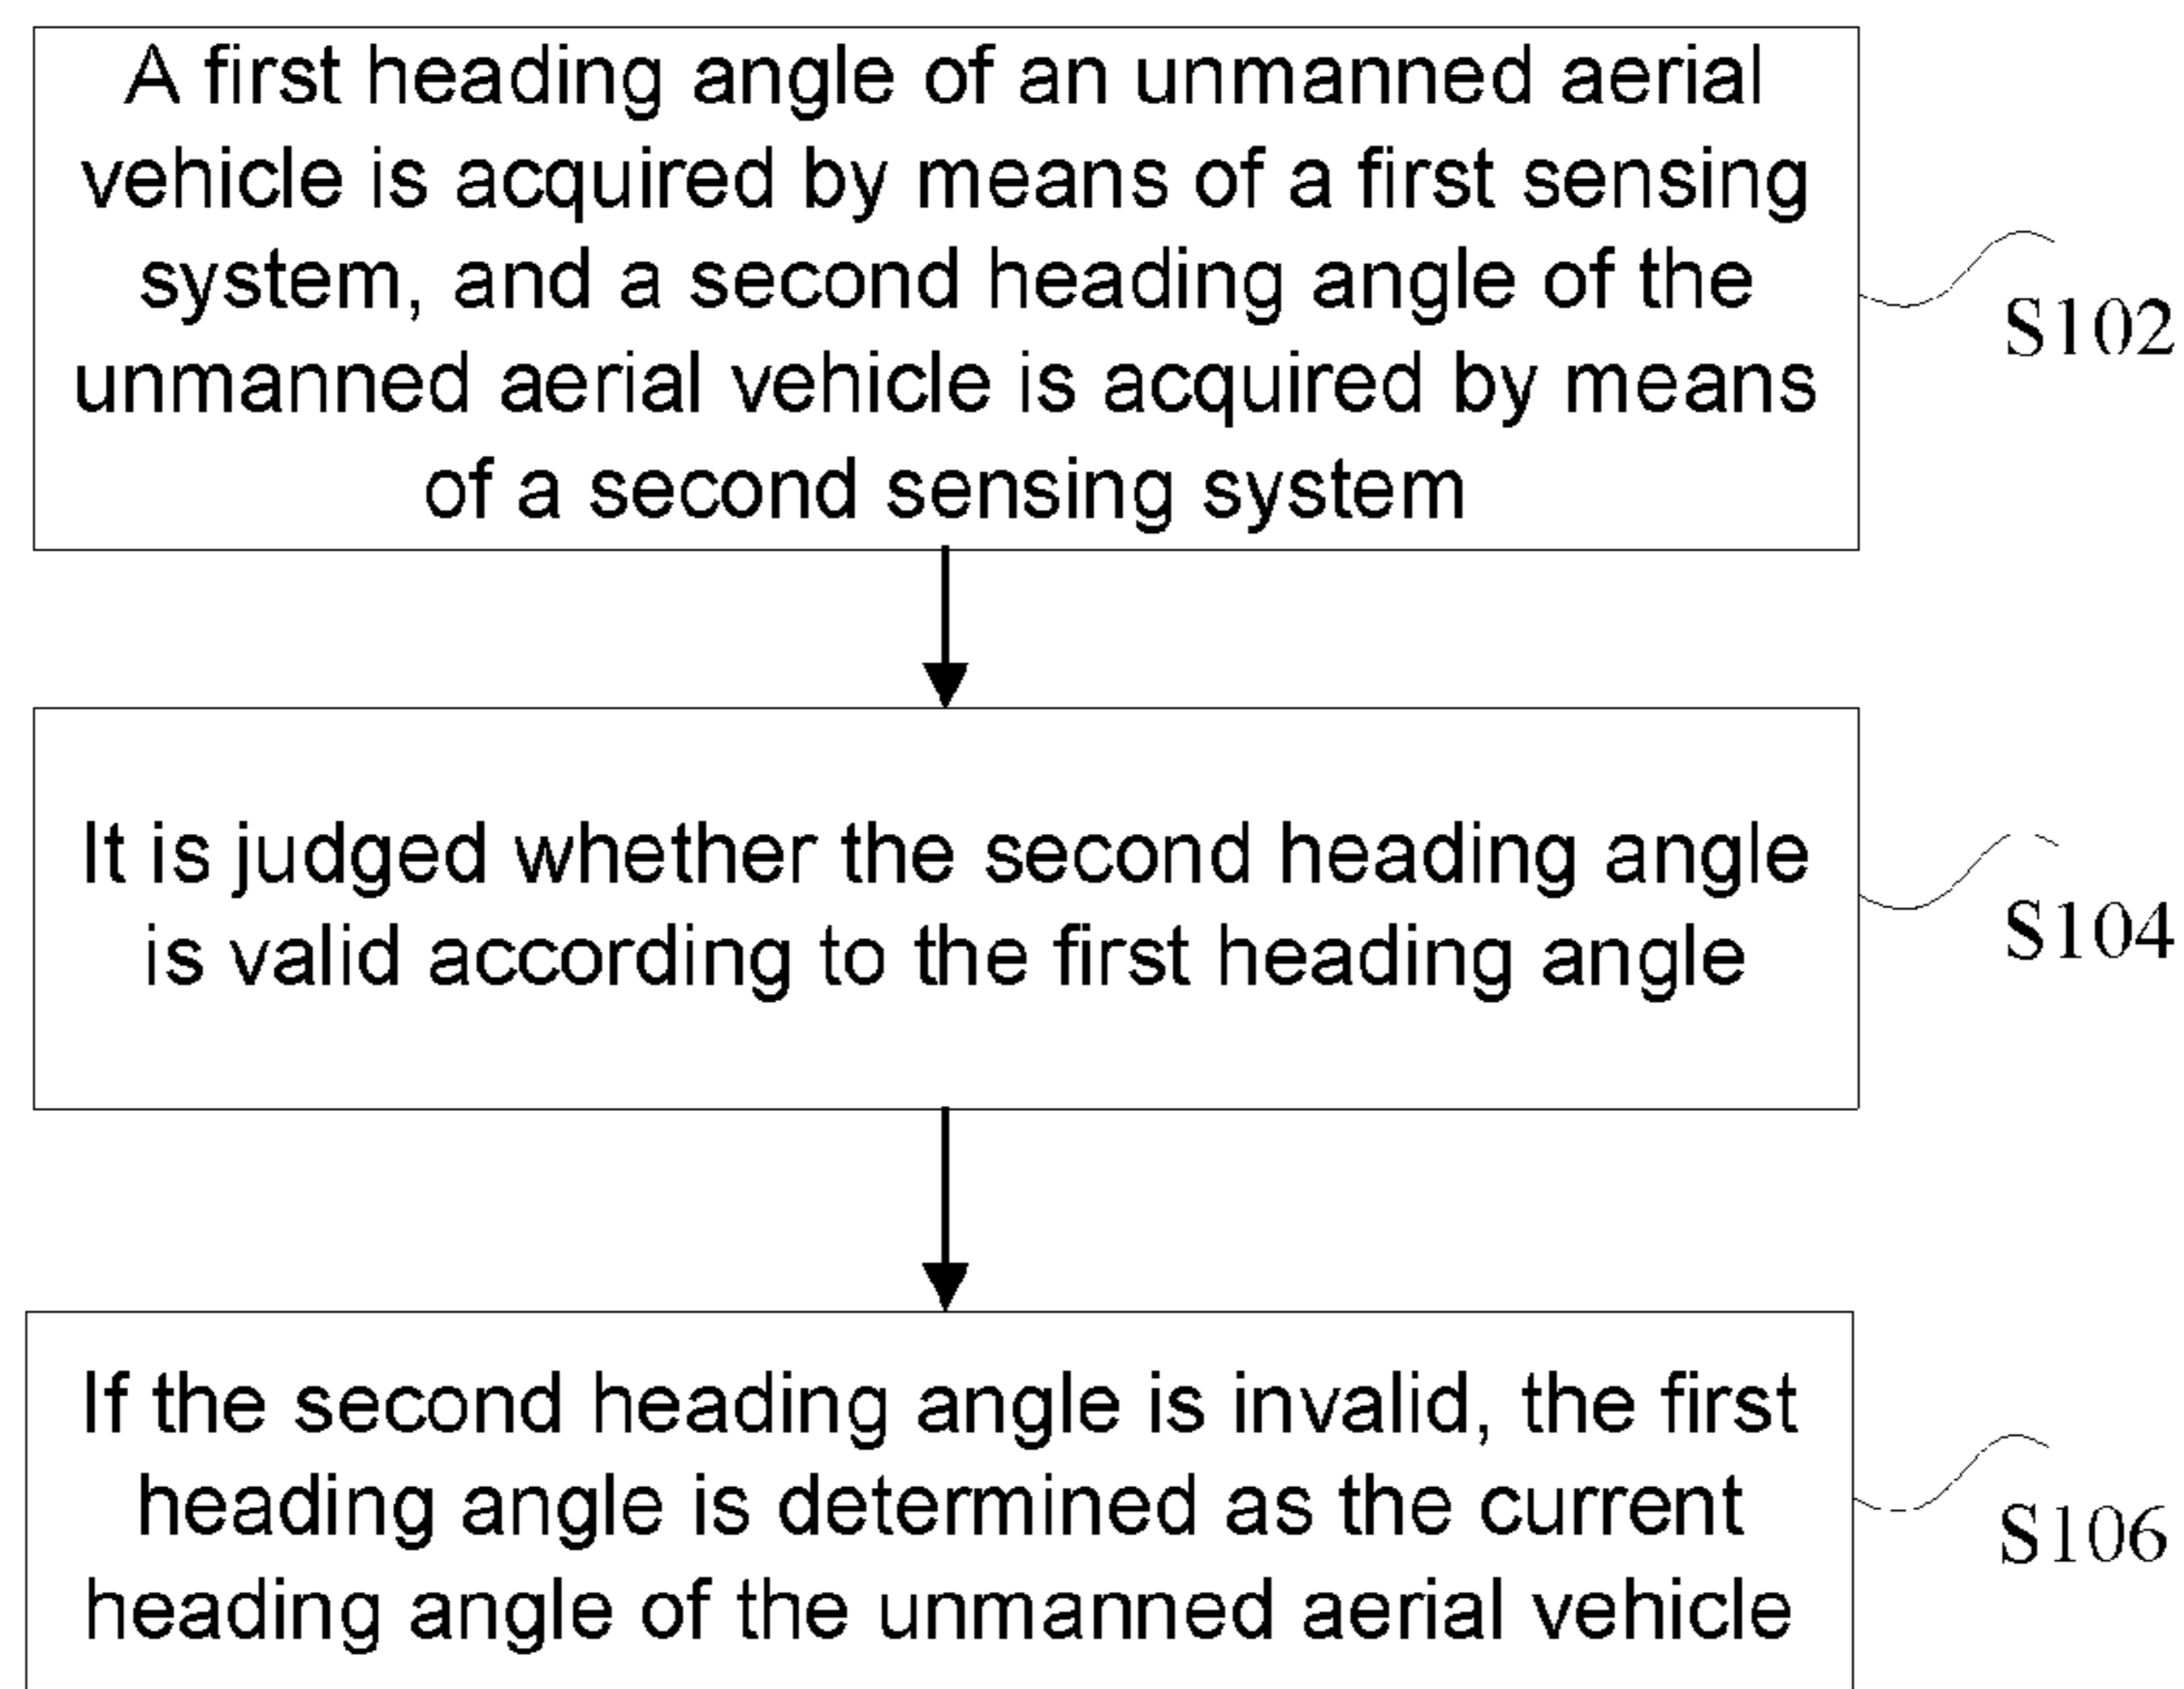 A first heading angle of an unmanned aerial
vehicle is acquired by means of a first sensing
system, and a second heading angle of the
unmanned aerial vehicle is acquired by means
of a second sensing system
S102
It is judged whether the second heading angle
is valid according to the first heading angle
S104
If the second heading angle is invalid, the first
heading angle is determined as the current
heading angle of the unmanned aerial vehicle
S106